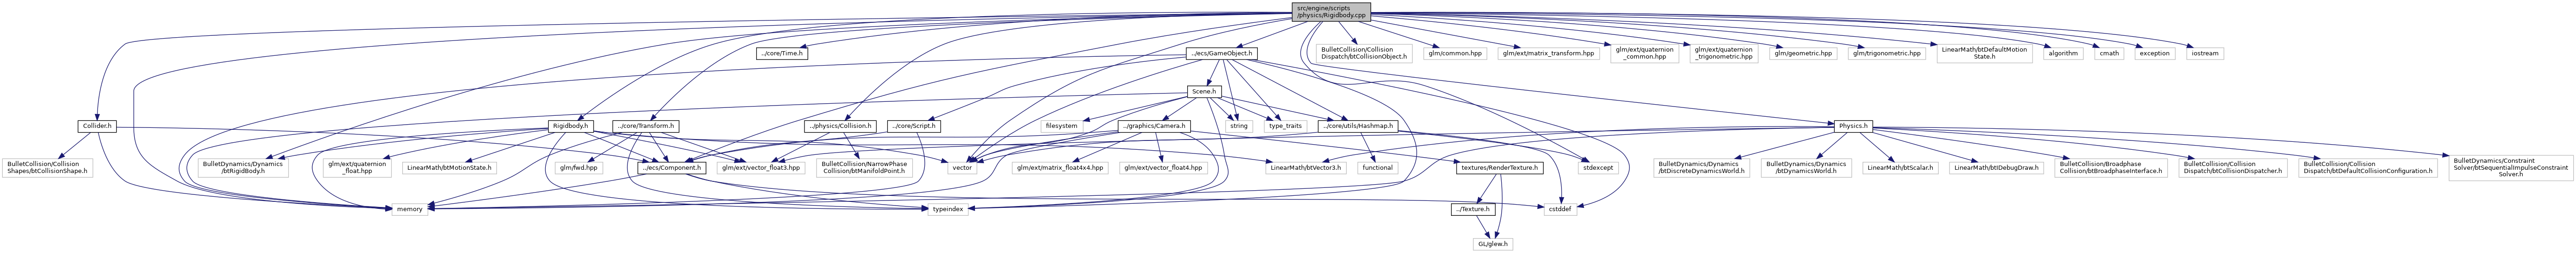 src/engine/scripts
/physics/Rigidbody.cpp
../core/Time.h
../ecs/GameObject.h
BulletCollision/Collision
Dispatch/btCollisionObject.h
glm/common.hpp
glm/ext/matrix_transform.hpp
glm/ext/quaternion
_common.hpp
glm/ext/quaternion
_trigonometric.hpp
glm/geometric.hpp
glm/trigonometric.hpp
LinearMath/btDefaultMotion
State.h
algorithm
cmath
exception
iostream
Scene.h
Collider.h
Rigidbody.h
../core/Transform.h
../physics/Collision.h
../core/Script.h
filesystem
../graphics/Camera.h
string
type_traits
../core/utils/Hashmap.h
Physics.h
BulletCollision/Collision
Shapes/btCollisionShape.h
BulletDynamics/Dynamics
/btRigidBody.h
glm/ext/quaternion
_float.hpp
LinearMath/btMotionState.h
glm/fwd.hpp
../ecs/Component.h
glm/ext/vector_float3.hpp
BulletCollision/NarrowPhase
Collision/btManifoldPoint.h
vector
glm/ext/matrix_float4x4.hpp
glm/ext/vector_float4.hpp
LinearMath/btVector3.h
functional
textures/RenderTexture.h
stdexcept
BulletDynamics/Dynamics
/btDiscreteDynamicsWorld.h
BulletDynamics/Dynamics
/btDynamicsWorld.h
LinearMath/btScalar.h
LinearMath/btIDebugDraw.h
BulletCollision/Broadphase
Collision/btBroadphaseInterface.h
BulletCollision/Collision
Dispatch/btCollisionDispatcher.h
BulletCollision/Collision
Dispatch/btDefaultCollisionConfiguration.h
BulletDynamics/Constraint
Solver/btSequentialImpulseConstraint
Solver.h
memory
typeindex
../Texture.h
cstddef
GL/glew.h